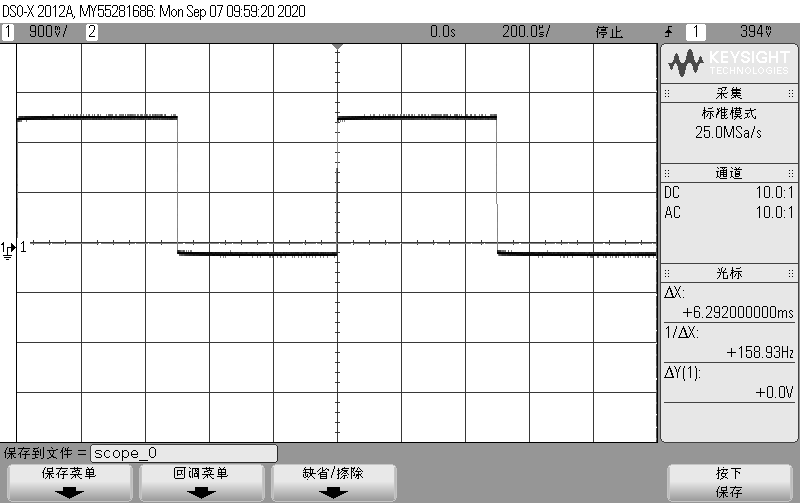 DSO-X 2012A, MY55281686: Mon Sep 07 09:59:20 2020
1 900mV/ 2 0.0s 200.0us/ 停止 1 394mV
KEYSIGHT
TECHNOLOGIES
采集
标准模式
25.0MSa/s
通道
DC 10.0:1
AC 10.0:1
光标
ΔX:
+6.292000000ms
1/ΔX:
+158.93Hz
ΔY(1):
+0.0V
1 1
保存到文件 = scope_0
保存菜单 回调菜单 缺省/擦除 按下
保存